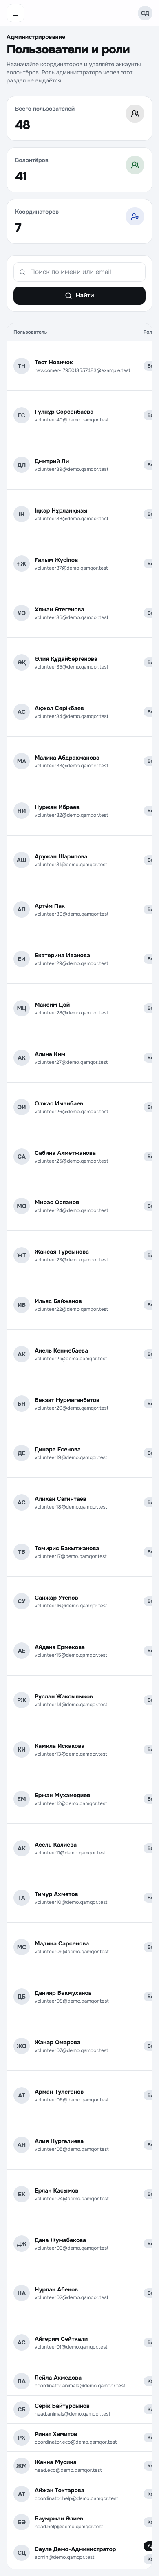 СД
Администрирование
Пользователи и роли
Назначайте координаторов и удаляйте аккаунты
волонтёров. Роль администратора через этот
раздел не выдаётся.
Всего пользователей
48
Волонтёров
41
Координаторов
7
Поиск по имени или email
Найти
Пользователь
ТН
Тест Новичок
newcomer-1795013557483@example.test
ГС
Гүлнұр Сәрсенбаева
volunteer40@demo.qamqor.test
ДЛ
Дмитрий Ли
volunteer39@demo.qamqor.test
ІН
Іңкәр Нұрланқызы
volunteer38@demo.qamqor.test
ҒЖ
Ғалым Жүсіпов
volunteer37@demo.qamqor.test
ҰӨ
Ұлжан Өтегенова
volunteer36@demo.qamqor.test
ӘҚ
Әлия Құдайбергенова
volunteer35@demo.qamqor.test
АС
Ақжол Серікбаев
volunteer34@demo.qamqor.test
МА
Малика Абдрахманова
volunteer33@demo.qamqor.test
НИ
Нуржан Ибраев
volunteer32@demo.qamqor.test
АШ
Аружан Шарипова
volunteer31@demo.qamqor.test
АП
Артём Пак
volunteer30@demo.qamqor.test
ЕИ
Екатерина Иванова
volunteer29@demo.qamqor.test
МЦ
Максим Цой
volunteer28@demo.qamqor.test
АК
Алина Ким
volunteer27@demo.qamqor.test
ОИ
Олжас Иманбаев
volunteer26@demo.qamqor.test
СА
Сабина Ахметжанова
volunteer25@demo.qamqor.test
МО
Мирас Оспанов
volunteer24@demo.qamqor.test
ЖТ
Жансая Турсынова
volunteer23@demo.qamqor.test
ИБ
Ильяс Байжанов
volunteer22@demo.qamqor.test
АК
Анель Кенжебаева
volunteer21@demo.qamqor.test
БН
Бекзат Нурмаганбетов
volunteer20@demo.qamqor.test
ДЕ
Динара Есенова
volunteer19@demo.qamqor.test
АС
Алихан Сагинтаев
volunteer18@demo.qamqor.test
ТБ
Томирис Бакытжанова
volunteer17@demo.qamqor.test
СУ
Санжар Утепов
volunteer16@demo.qamqor.test
АЕ
Айдана Ермекова
volunteer15@demo.qamqor.test
РЖ
Руслан Жаксылыков
volunteer14@demo.qamqor.test
КИ
Камила Искакова
volunteer13@demo.qamqor.test
ЕМ
Ержан Мухамедиев
volunteer12@demo.qamqor.test
АК
Асель Калиева
volunteer11@demo.qamqor.test
ТА
Тимур Ахметов
volunteer10@demo.qamqor.test
МС
Мадина Сарсенова
volunteer09@demo.qamqor.test
ДБ
Данияр Бекмуханов
volunteer08@demo.qamqor.test
ЖО
Жанар Омарова
volunteer07@demo.qamqor.test
АТ
Арман Тулегенов
volunteer06@demo.qamqor.test
АН
Алия Нургалиева
volunteer05@demo.qamqor.test
ЕК
Ерлан Касымов
volunteer04@demo.qamqor.test
ДЖ
Дана Жумабекова
volunteer03@demo.qamqor.test
НА
Нурлан Абенов
volunteer02@demo.qamqor.test
АС
Айгерим Сейткали
volunteer01@demo.qamqor.test
ЛА
Лейла Ахмедова
coordinator.animals@demo.qamqor.test
СБ
Серік Байтұрсынов
head.animals@demo.qamqor.test
РХ
Ринат Хамитов
coordinator.eco@demo.qamqor.test
ЖМ
Жанна Мусина
head.eco@demo.qamqor.test
АТ
Айжан Токтарова
coordinator.help@demo.qamqor.test
БӘ
Бауыржан Әлиев
head.help@demo.qamqor.test
СД
Сауле Демо-Администратор
admin@demo.qamqor.test